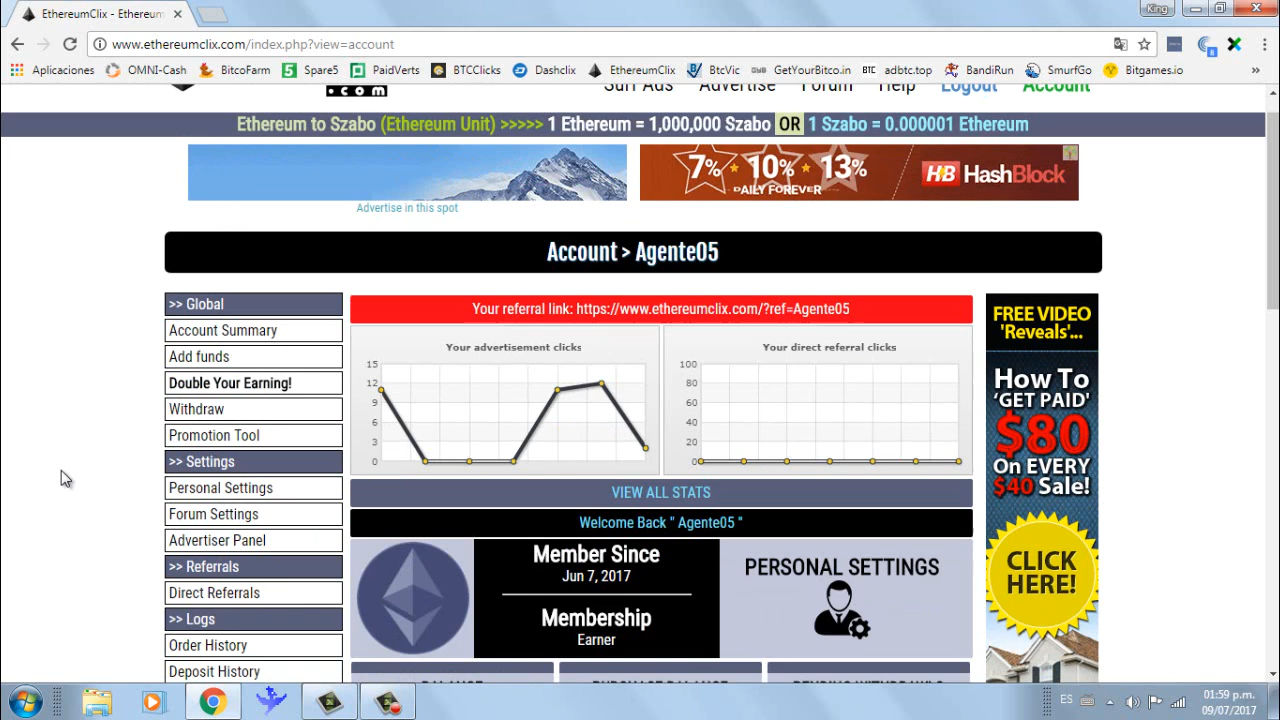 EthereumClix - Ethereum
King
www.ethereumclix.com/index.php?view=account
Aplicaciones OMNI-Cash BitcoFarm Spare5 PaidVerts BTCClicks Dashclix EthereumClix BtcVic GetYourBitco.in adbtc.top BandiRun SmurfGo Bitgames.io »
.COM
Surf Ads Advertise Forum Help Logout Account
Ethereum to Szabo (Ethereum Unit) >>>>> 1 Ethereum = 1,000,000 Szabo OR 1 Szabo = 0.000001 Ethereum
7% 10% 13%
DAILY FOREVER
HB HashBlock
Advertise in this spot
Account > Agente05
>> Global
Account Summary
Add funds
Double Your Earning!
Withdraw
Promotion Tool
>> Settings
Personal Settings
Forum Settings
Advertiser Panel
>> Referrals
Direct Referrals
>> Logs
Order History
Deposit History
Your referral link: https://www.ethereumclix.com/?ref=Agente05
Your advertisement clicks
15
12
9
6
3
0
Your direct referral clicks
100
80
60
40
20
0
VIEW ALL STATS
Welcome Back " Agente05 "
Member Since
Jun 7, 2017
Membership
Earner
PERSONAL SETTINGS
FREE VIDEO
'Reveals'...
How To
'GET PAID'
$80
On EVERY
$40 Sale!
CLICK
HERE!
ES
01:59 p.m.
09/07/2017